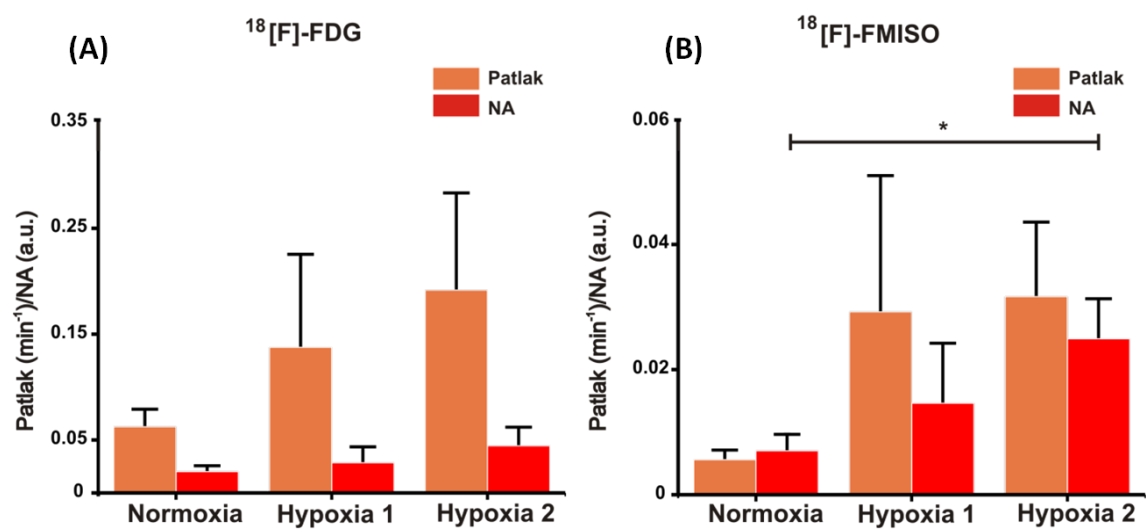 (A)
¹⁸[F]-FDG
Patlak
NA
Patlak (min⁻¹)/NA (a.u.)
0.35
0.25
0.15
0.05
0
Normoxia
Hypoxia 1
Hypoxia 2
(B)
¹⁸[F]-FMISO
Patlak
NA
*
Patlak (min⁻¹)/NA (a.u.)
0.06
0.04
0.02
0
Normoxia
Hypoxia 1
Hypoxia 2